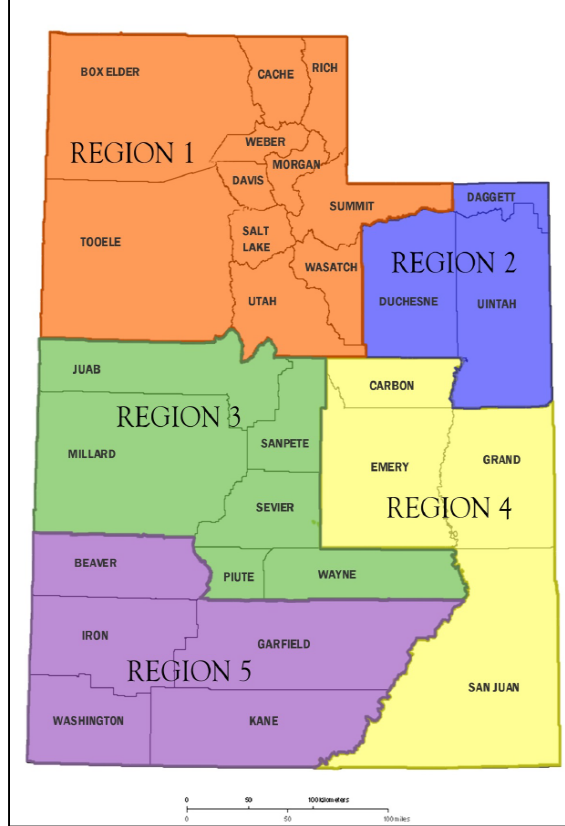 BOX ELDER
CACHE
RICH
WEBER
REGION 1
MORGAN
DAVIS
SUMMIT
DAGGETT
TOOELE
SALT
LAKE
WASATCH
REGION 2
UTAH
DUCHESNE
UINTAH
JUAB
CARBON
REGION 3
SANPETE
MILLARD
EMERY
GRAND
SEVIER
REGION 4
BEAVER
PIUTE
WAYNE
IRON
GARFIELD
REGION 5
SAN JUAN
WASHINGTON
KANE
0 50 100 kilometers
0 50 100 miles